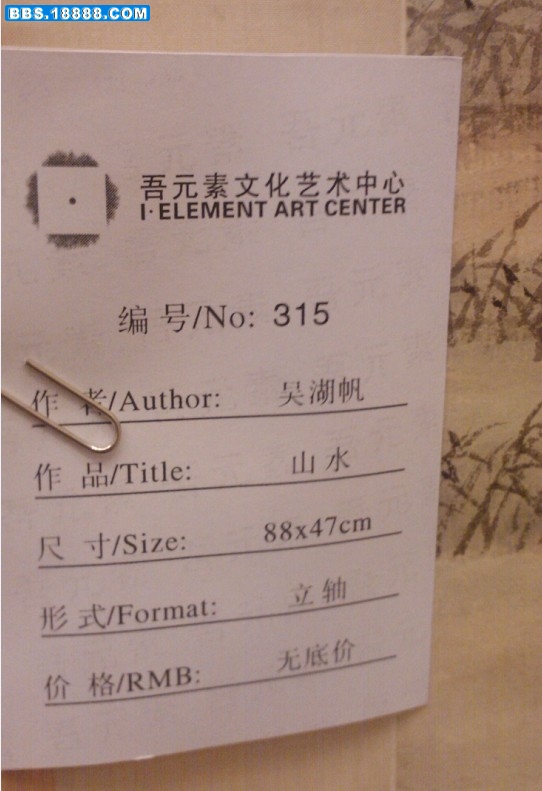 BBS.18888.COM
吾元素文化艺术中心
I·ELEMENT ART CENTER
编 号/No: 315
作 者/Author: 吴湖帆
作 品/Title: 山水
尺 寸/Size: 88x47cm
形 式/Format: 立轴
价 格/RMB: 无底价